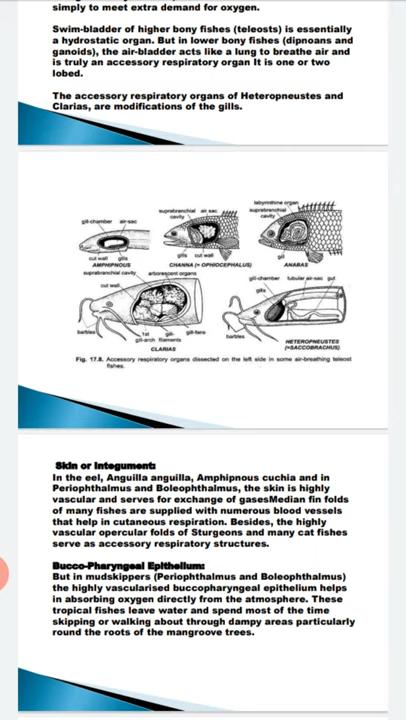 simply to meet extra demand for oxygen.
Swim-bladder of higher bony fishes (teleosts) is essentially
a hydrostatic organ. But in lower bony fishes (dipnoans and
ganoids), the air-bladder acts like a lung to breathe air and
is truly an accessory respiratory organ It is one or two
lobed.
The accessory respiratory organs of Heteropneustes and
Clarias, are modifications of the gills.
gill-chamber air-sac
cut wall gills
AMPHIPNOUS
suprabranchial air sac
cavity
gills cut wall
CHANNA (= OPHIOCEPHALUS)
labyrinthine organ
suprabranchial
cavity
gill
ANABAS
suprabranchial cavity arborescent organs
cut wall
barbles
1st gill-
gill-arch filaments
gill-fans
CLARIAS
gill-chamber tubular air-sac gut
gills
barbles
HETEROPNEUSTES
(=SACCOBRACHUS)
Fig. 17.8. Accessory respiratory organs dissected on the left side in some air-breathing teleost
fishes.
Skin or Integument:
In the eel, Anguilla anguilla, Amphipnous cuchia and in
Periophthalmus and Boleophthalmus, the skin is highly
vascular and serves for exchange of gasesMedian fin folds
of many fishes are supplied with numerous blood vessels
that help in cutaneous respiration. Besides, the highly
vascular opercular folds of Sturgeons and many cat fishes
serve as accessory respiratory structures.
Bucco-Pharyngeal Epithelium:
But in mudskippers (Periophthalmus and Boleophthalmus)
the highly vascularised buccopharyngeal epithelium helps
in absorbing oxygen directly from the atmosphere. These
tropical fishes leave water and spend most of the time
skipping or walking about through dampy areas particularly
round the roots of the mangroove trees.